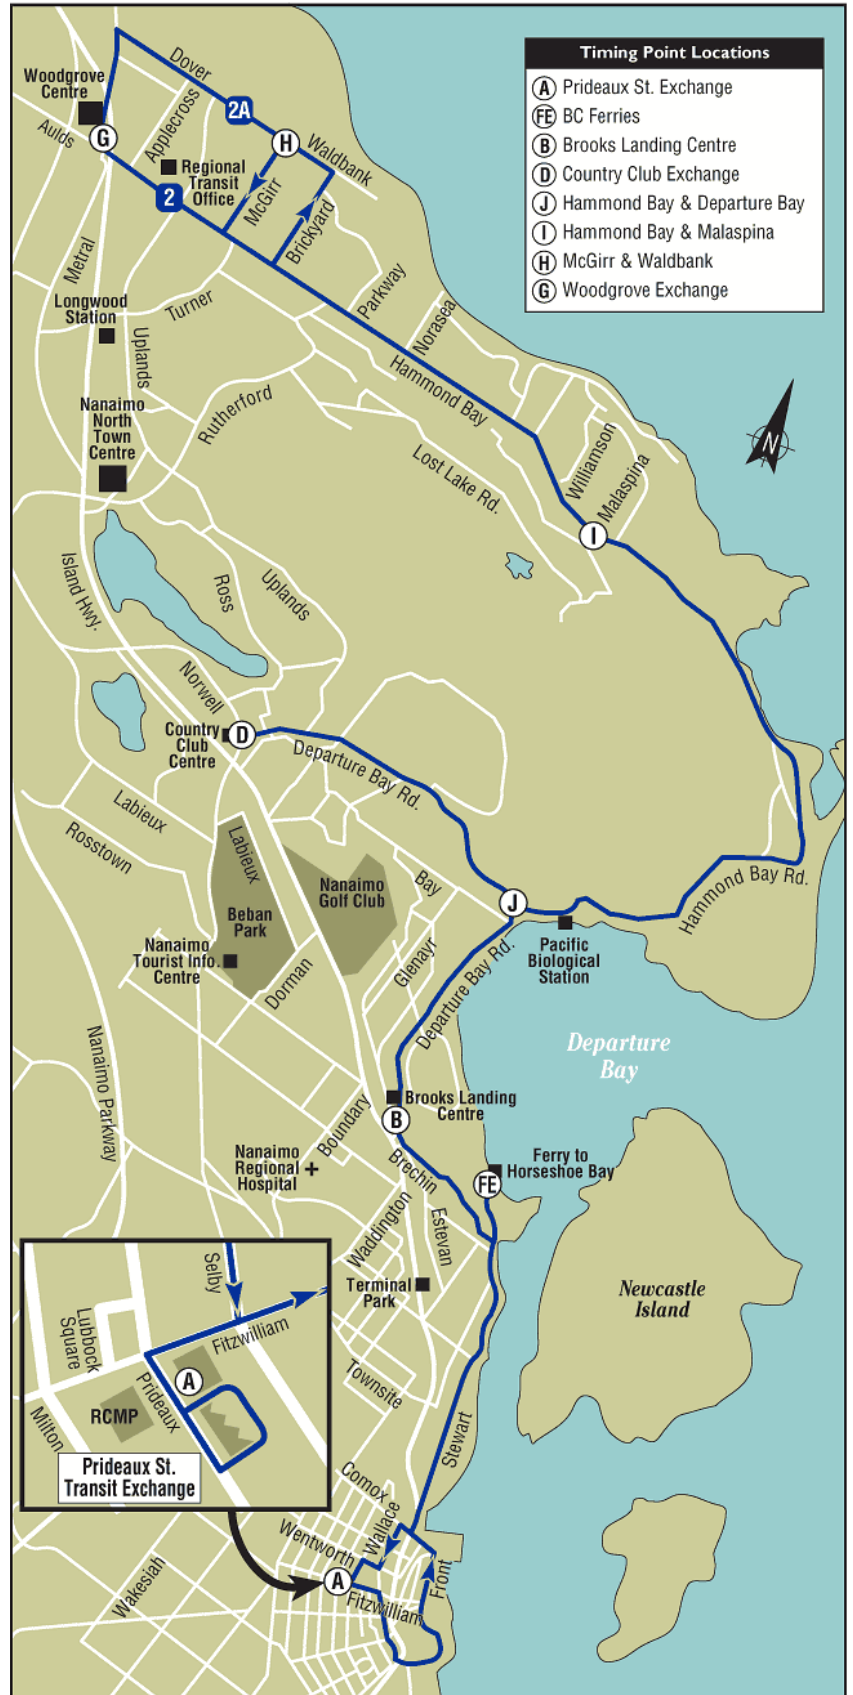 Timing Point Locations
A Prideaux St. Exchange
FE BC Ferries
B Brooks Landing Centre
D Country Club Exchange
J Hammond Bay & Departure Bay
I Hammond Bay & Malaspina
H McGirr & Waldbank
G Woodgrove Exchange
Dover
Woodgrove
Centre
2A
Applecross
Aulds
G
H
Waldbank
Regional
Transit
Office
2
McGirr
Brickyard
Metral
Parkway
Longwood
Station
Turner
Norasea
Uplands
Hammond Bay
Nanaimo
North
Town
Centre
Rutherford
Lost Lake Rd.
Williamson
Malaspina
N
I
Island Hwy.
Ross
Uplands
Norwell
Country
Club
Centre
D
Departure Bay Rd.
Labieux
Rosstown
Labieux
Nanaimo
Golf Club
Bay
Hammond Bay Rd.
J
Beban
Park
Nanaimo
Tourist Info.
Centre
Glenayr
Departure Bay Rd.
Pacific
Biological
Station
Dorman
Nanaimo Parkway
Departure
Bay
Brooks Landing
Centre
B
Boundary
Nanaimo
Regional
Hospital
Brechin
Ferry to
Horseshoe Bay
FE
Waddington
Estevan
Terminal
Park
Newcastle
Island
Selby
Lubbock
Square
Fitzwilliam
A
Prideaux
RCMP
Milton
Prideaux St.
Transit Exchange
Townsite
Stewart
Comox
Wallace
Wentworth
A
Fitzwilliam
Front
Wakesiah